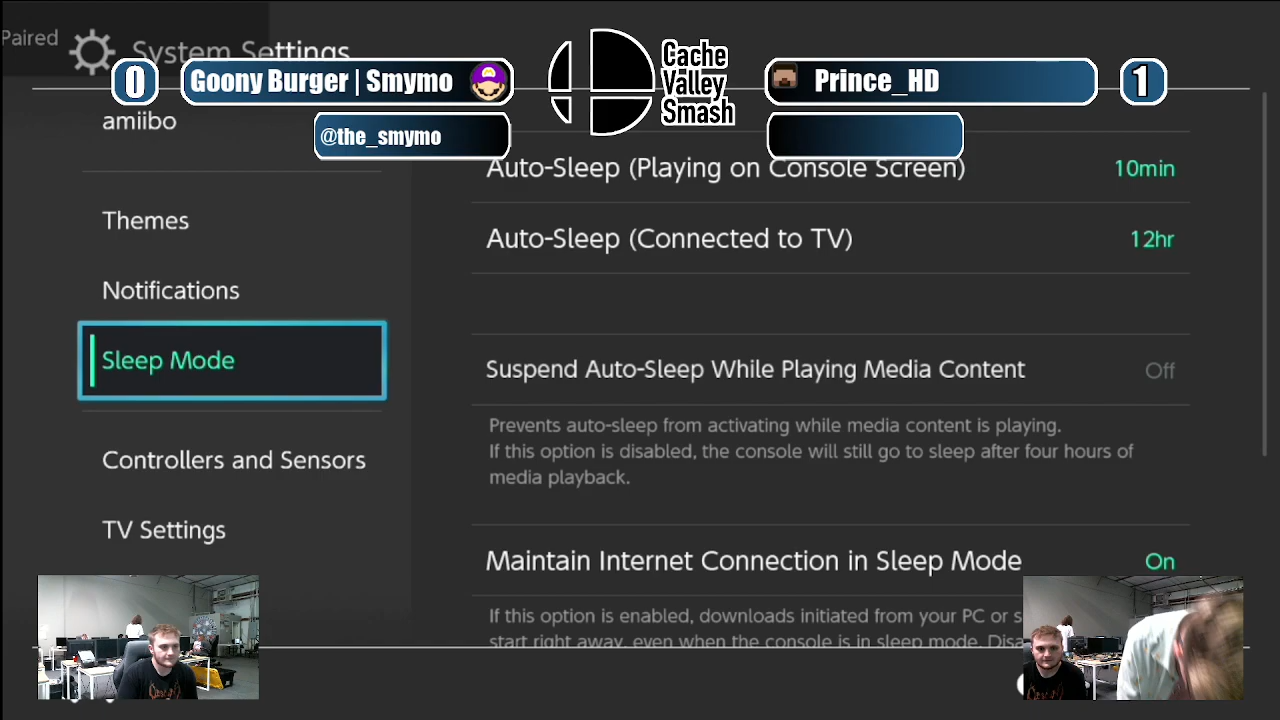 Paired
System Settings
0
Goony Burger | Smymo
@the_smymo
Cache
Valley
Smash
Prince_HD
1
amiibo
Themes
Notifications
Sleep Mode
Controllers and Sensors
TV Settings
Auto-Sleep (Playing on Console Screen) 10min
Auto-Sleep (Connected to TV) 12hr
Suspend Auto-Sleep While Playing Media Content Off
Prevents auto-sleep from activating while media content is playing.
If this option is disabled, the console will still go to sleep after four hours of
media playback.
Maintain Internet Connection in Sleep Mode On
If this option is enabled, downloads initiated from your PC or
start right away, even when the console is in sleep mode.